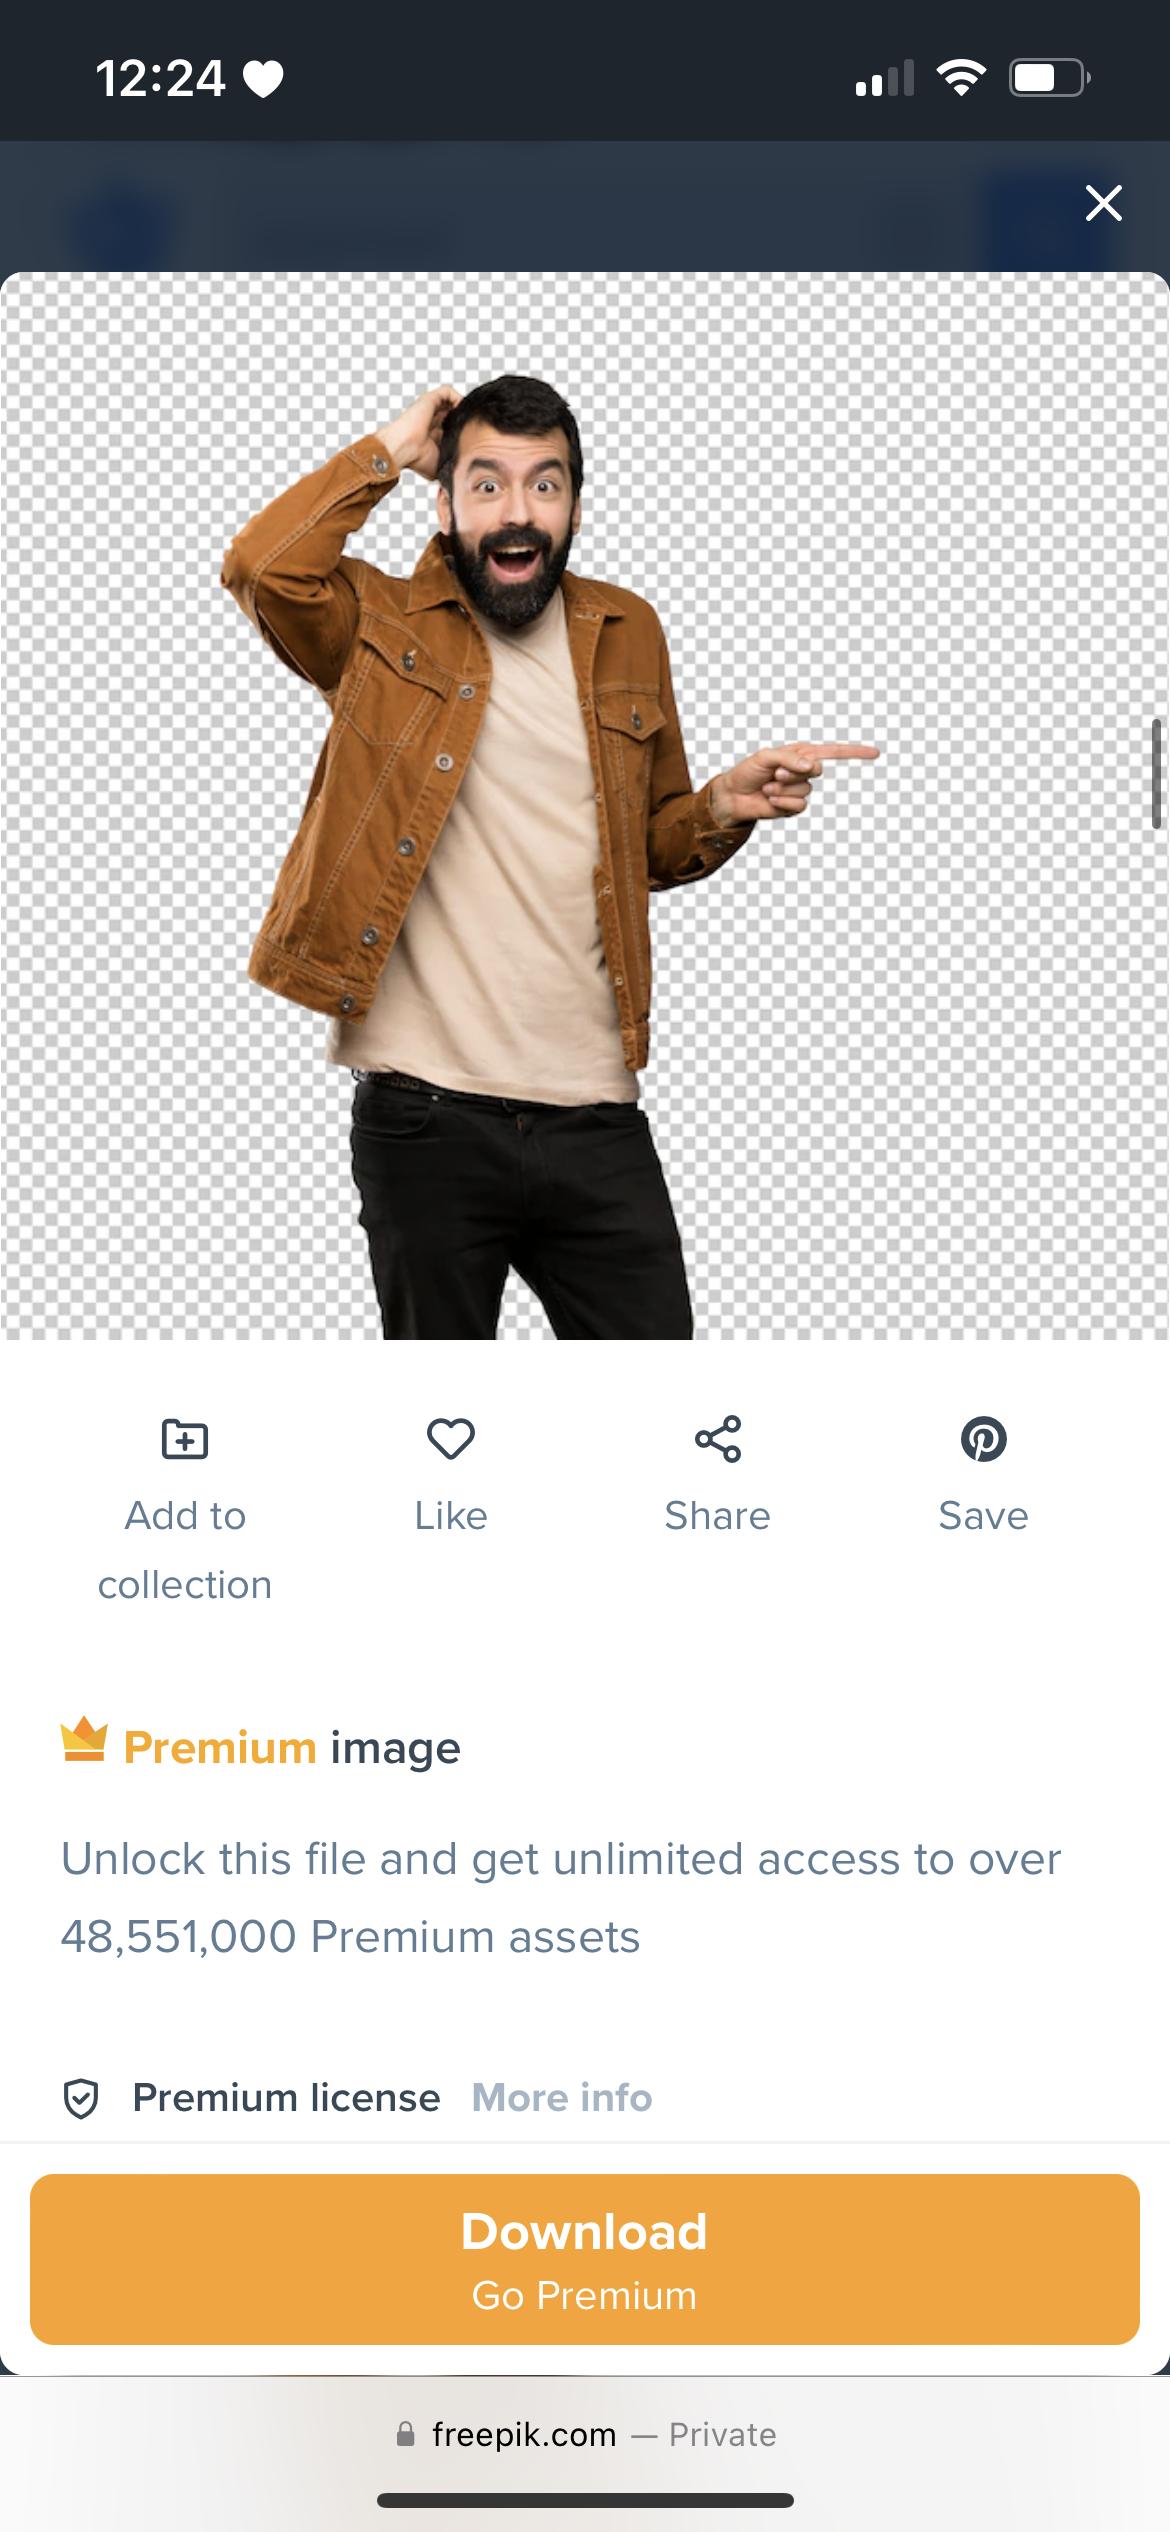 12:24
Add to
collection
Like
Share
Save
Premium image
Unlock this file and get unlimited access to over
48,551,000 Premium assets
Premium license More info
Download
Go Premium
freepik.com — Private